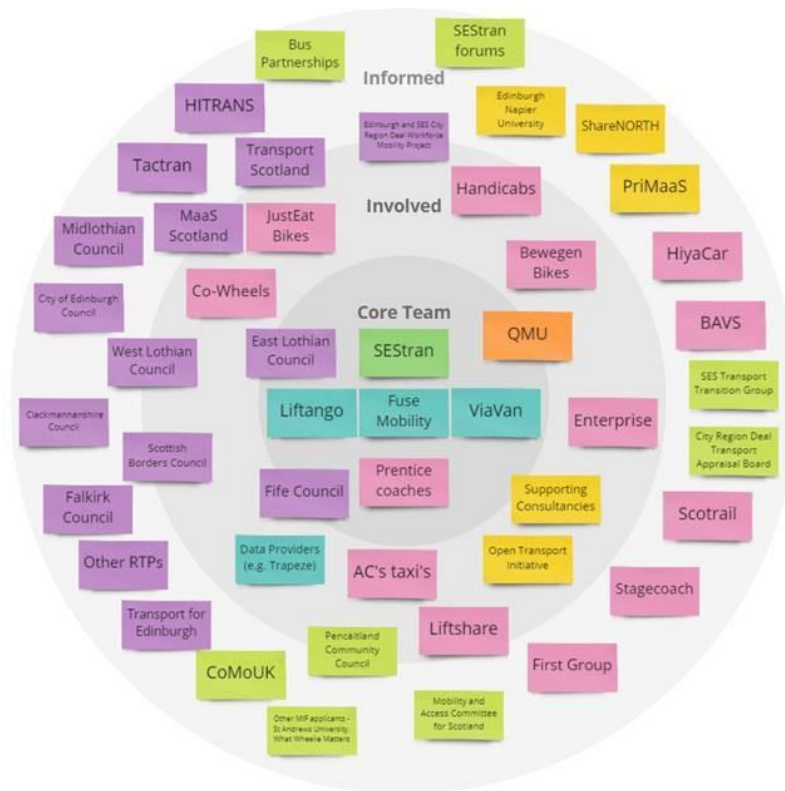 Bus
Partnerships
SEStran
forums
Informed
HITRANS
Edinburgh
Napier
University
ShareNORTH
Edinburgh and SES City
Region Deal Workforce
Mobility Project
Tactran
Transport
Scotland
PriMaaS
Handicabs
Involved
MaaS
Scotland
JustEat
Bikes
Midlothian
Council
Bewegen
Bikes
HiyaCar
Co-Wheels
City of Edinburgh
Council
Core Team
BAVS
East Lothian
Council
SEStran
QMU
West Lothian
Council
SES Transport
Transition Group
Liftango
Fuse
Mobility
ViaVan
Enterprise
Clackmannanshire
Council
City Region Deal
Transport
Appraisal Board
Scottish
Borders Council
Fife Council
Prentice
coaches
Supporting
Consultancies
Falkirk
Council
Scotrail
Other RTPs
Data Providers
(e.g. Trapeze)
AC's taxi's
Open Transport
Initiative
Stagecoach
Transport for
Edinburgh
Liftshare
Pencaitland
Community
Council
First Group
CoMoUK
Mobility and
Access Committee
for Scotland
Other MIF applicants -
St Andrews University,
What Wheelie Matters